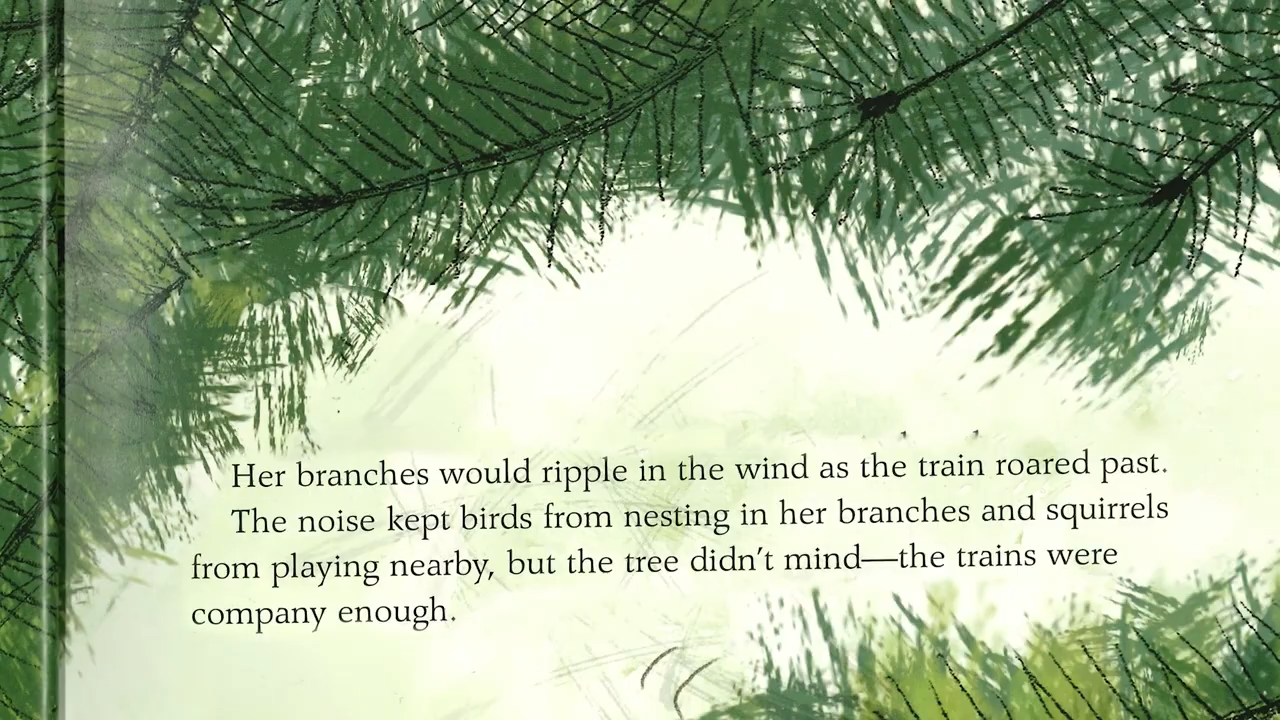 Her branches would ripple in the wind as the train roared past.
The noise kept birds from nesting in her branches and squirrels
from playing nearby, but the tree didn’t mind—the trains were
company enough.